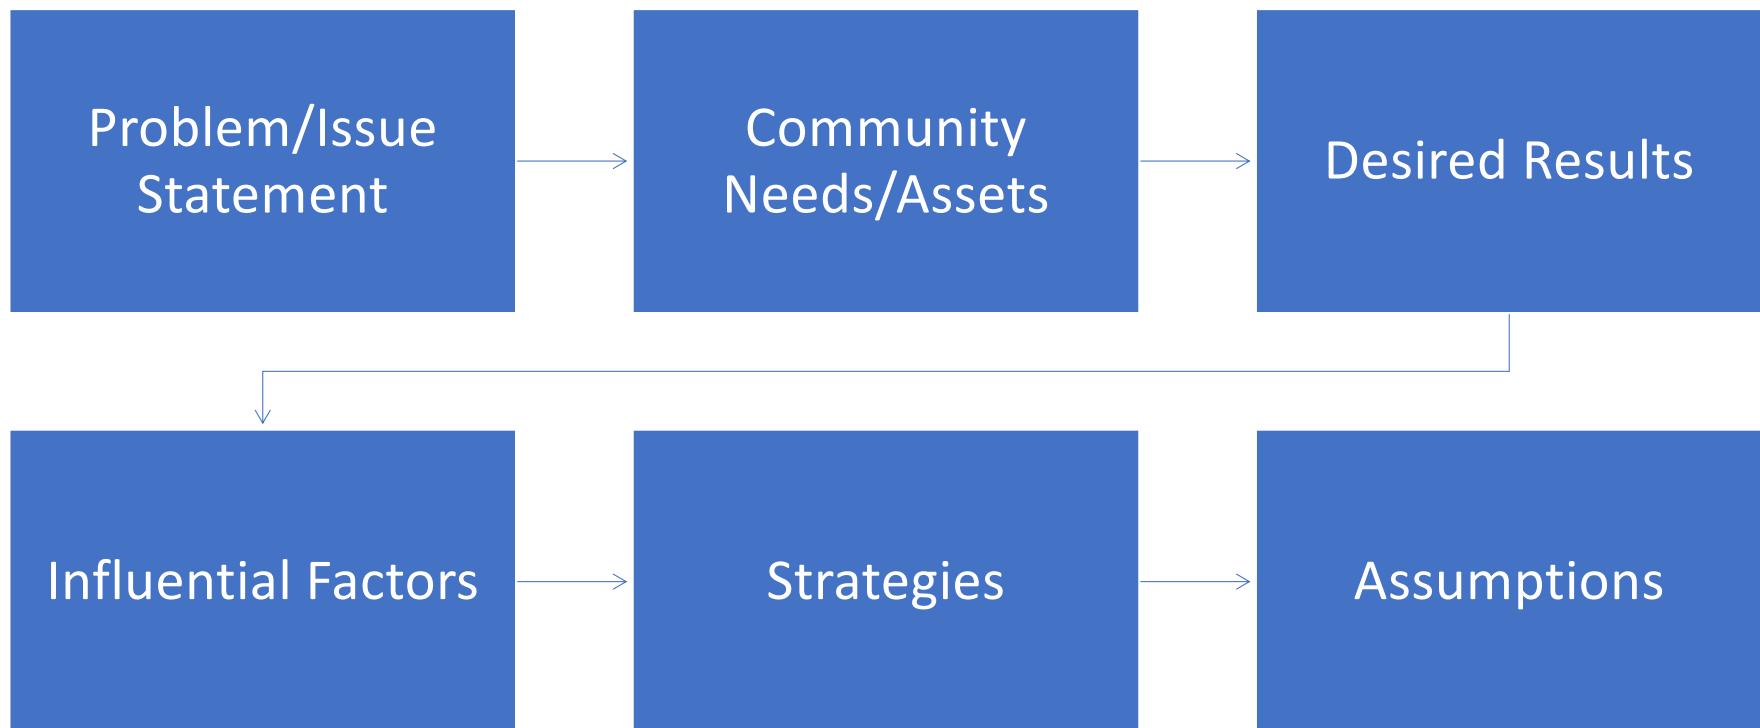 Problem/Issue
Statement
Community
Needs/Assets
Desired Results
Influential Factors
Strategies
Assumptions